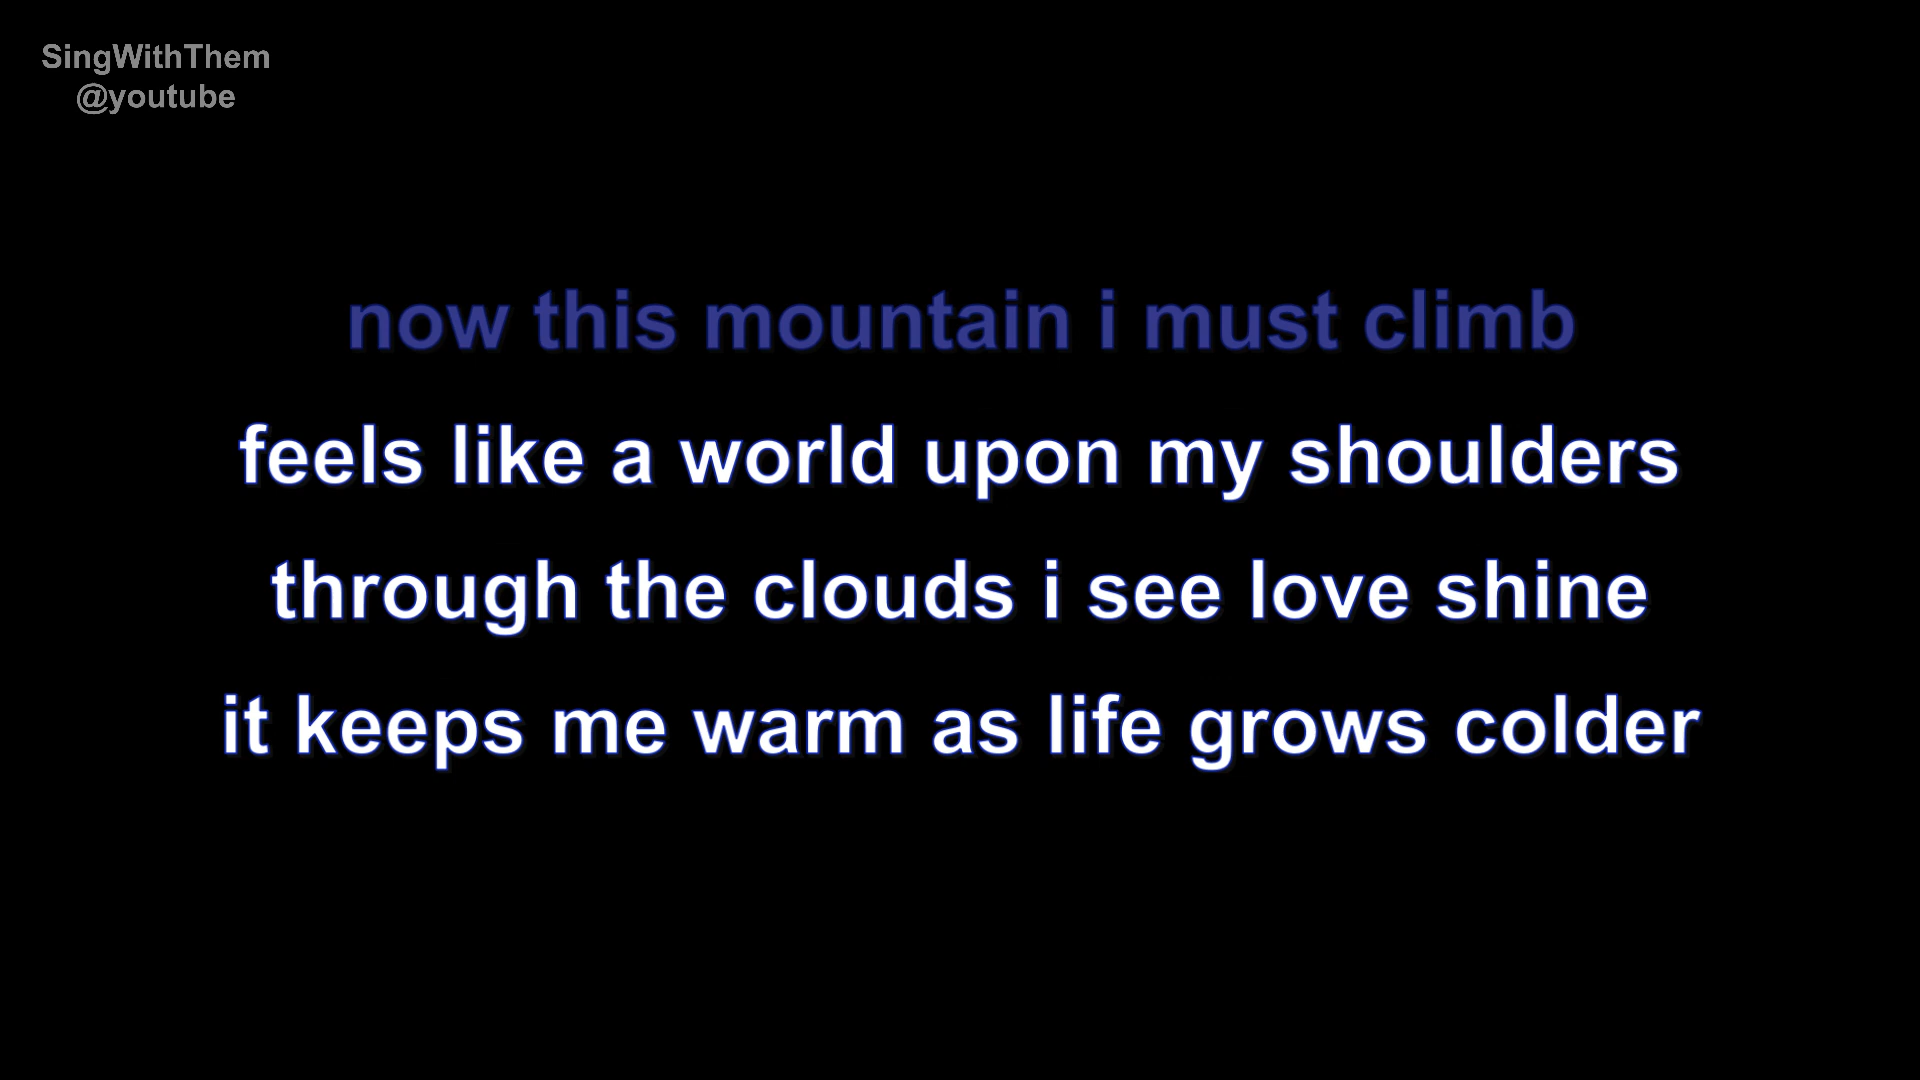 SingWithThem
@youtube
now this mountain i must climb
feels like a world upon my shoulders
through the clouds i see love shine
it keeps me warm as life grows colder